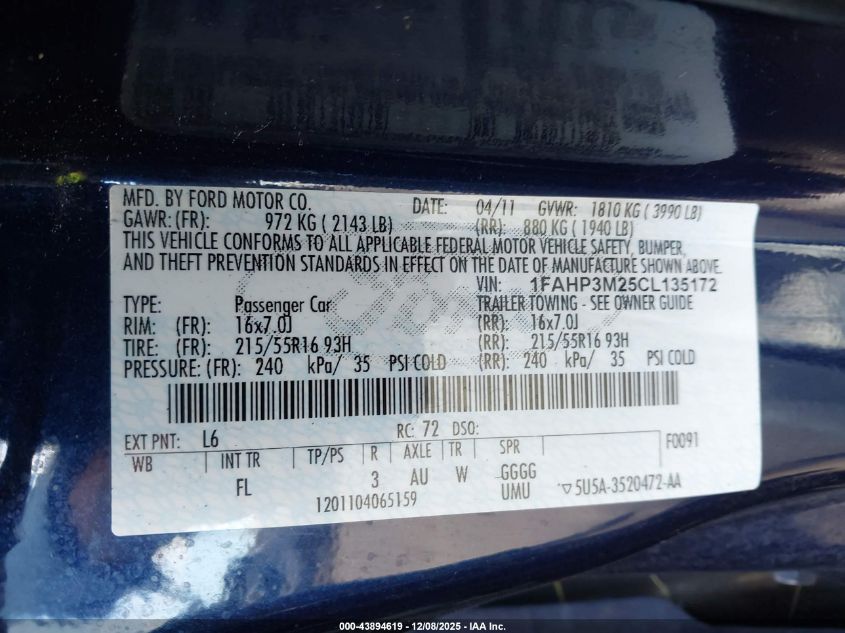 MFD. BY FORD MOTOR CO. DATE: 04/11 GVWR: 1810 KG ( 3990 LB)
GAWR: (FR): 972 KG ( 2143 LB) (RR): 880 KG ( 1940 LB)
THIS VEHICLE CONFORMS TO ALL APPLICABLE FEDERAL MOTOR VEHICLE SAFETY, BUMPER,
AND THEFT PREVENTION STANDARDS IN EFFECT ON THE DATE OF MANUFACTURE SHOWN ABOVE.
VIN: 1FAHP3M25CL135172
TYPE: Passenger Car TRAILER TOWING - SEE OWNER GUIDE
RIM: (FR): 16x7.0J (RR): 16x7.0J
TIRE: (FR): 215/55R16 93H (RR): 215/55R16 93H
PRESSURE: (FR): 240 kPa/ 35 PSI COLD (RR): 240 kPa/ 35 PSI COLD
EXT PNT: L6 RC: 72 DSO: F0091
WB INT TR TP/PS R AXLE TR SPR
FL 3 AU W GGGG
UMU 5U5A-3520472-AA
1201104065159
000-43894619 - 12/08/2025 - IAA Inc.